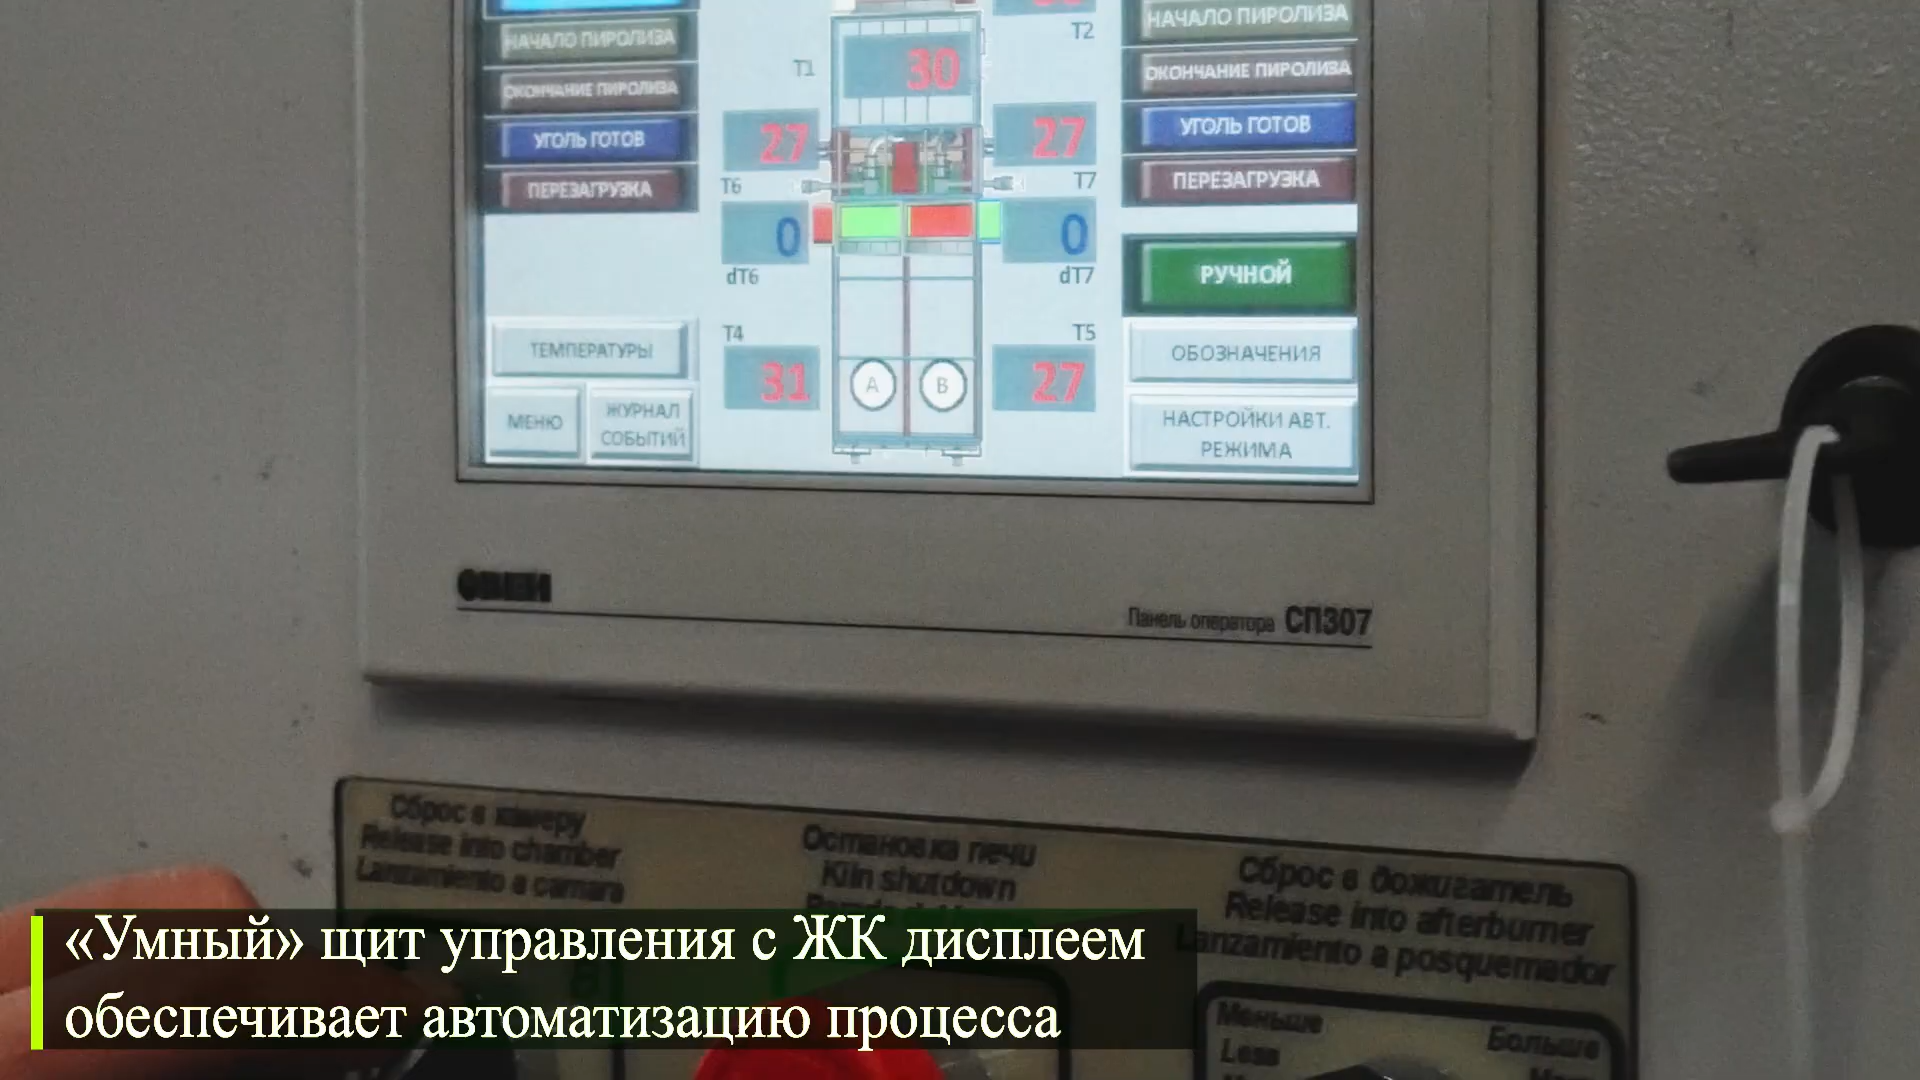 НАЧАЛО ПИРОЛИЗА
ОКОНЧАНИЕ ПИРОЛИЗА
УГОЛЬ ГОТОВ
ПЕРЕЗАГРУЗКА
ТЕМПЕРАТУРЫ
МЕНЮ
ЖУРНАЛ
СОБЫТИЙ
T1
30
T2
27
T6
0
dT6
T4
31
27
T7
0
dT7
T5
27
A
B
НАЧАЛО ПИРОЛИЗА
ОКОНЧАНИЕ ПИРОЛИЗА
УГОЛЬ ГОТОВ
ПЕРЕЗАГРУЗКА
РУЧНОЙ
ОБОЗНАЧЕНИЯ
НАСТРОЙКИ АВТ.
РЕЖИМА
ОВЕН
Панель оператора СП307
Сброс в камеру
Release into chamber
Lanzamiento a camara
Остановка печи
Kiln shutdown
Сброс в дожигатель
Release into afterburner
Lanzamiento a posquemador
Меньше
Less
Больше
«Умный» щит управления с ЖК дисплеем
обеспечивает автоматизацию процесса